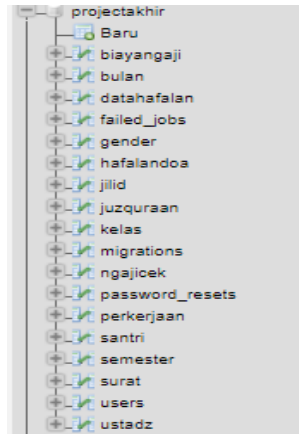 projectakhir
Baru
biayangaji
bulan
datahafalan
failed_jobs
gender
hafalandoa
jilid
juzquraan
kelas
migrations
ngajicek
password_resets
perkerjaan
santri
semester
surat
users
ustadz